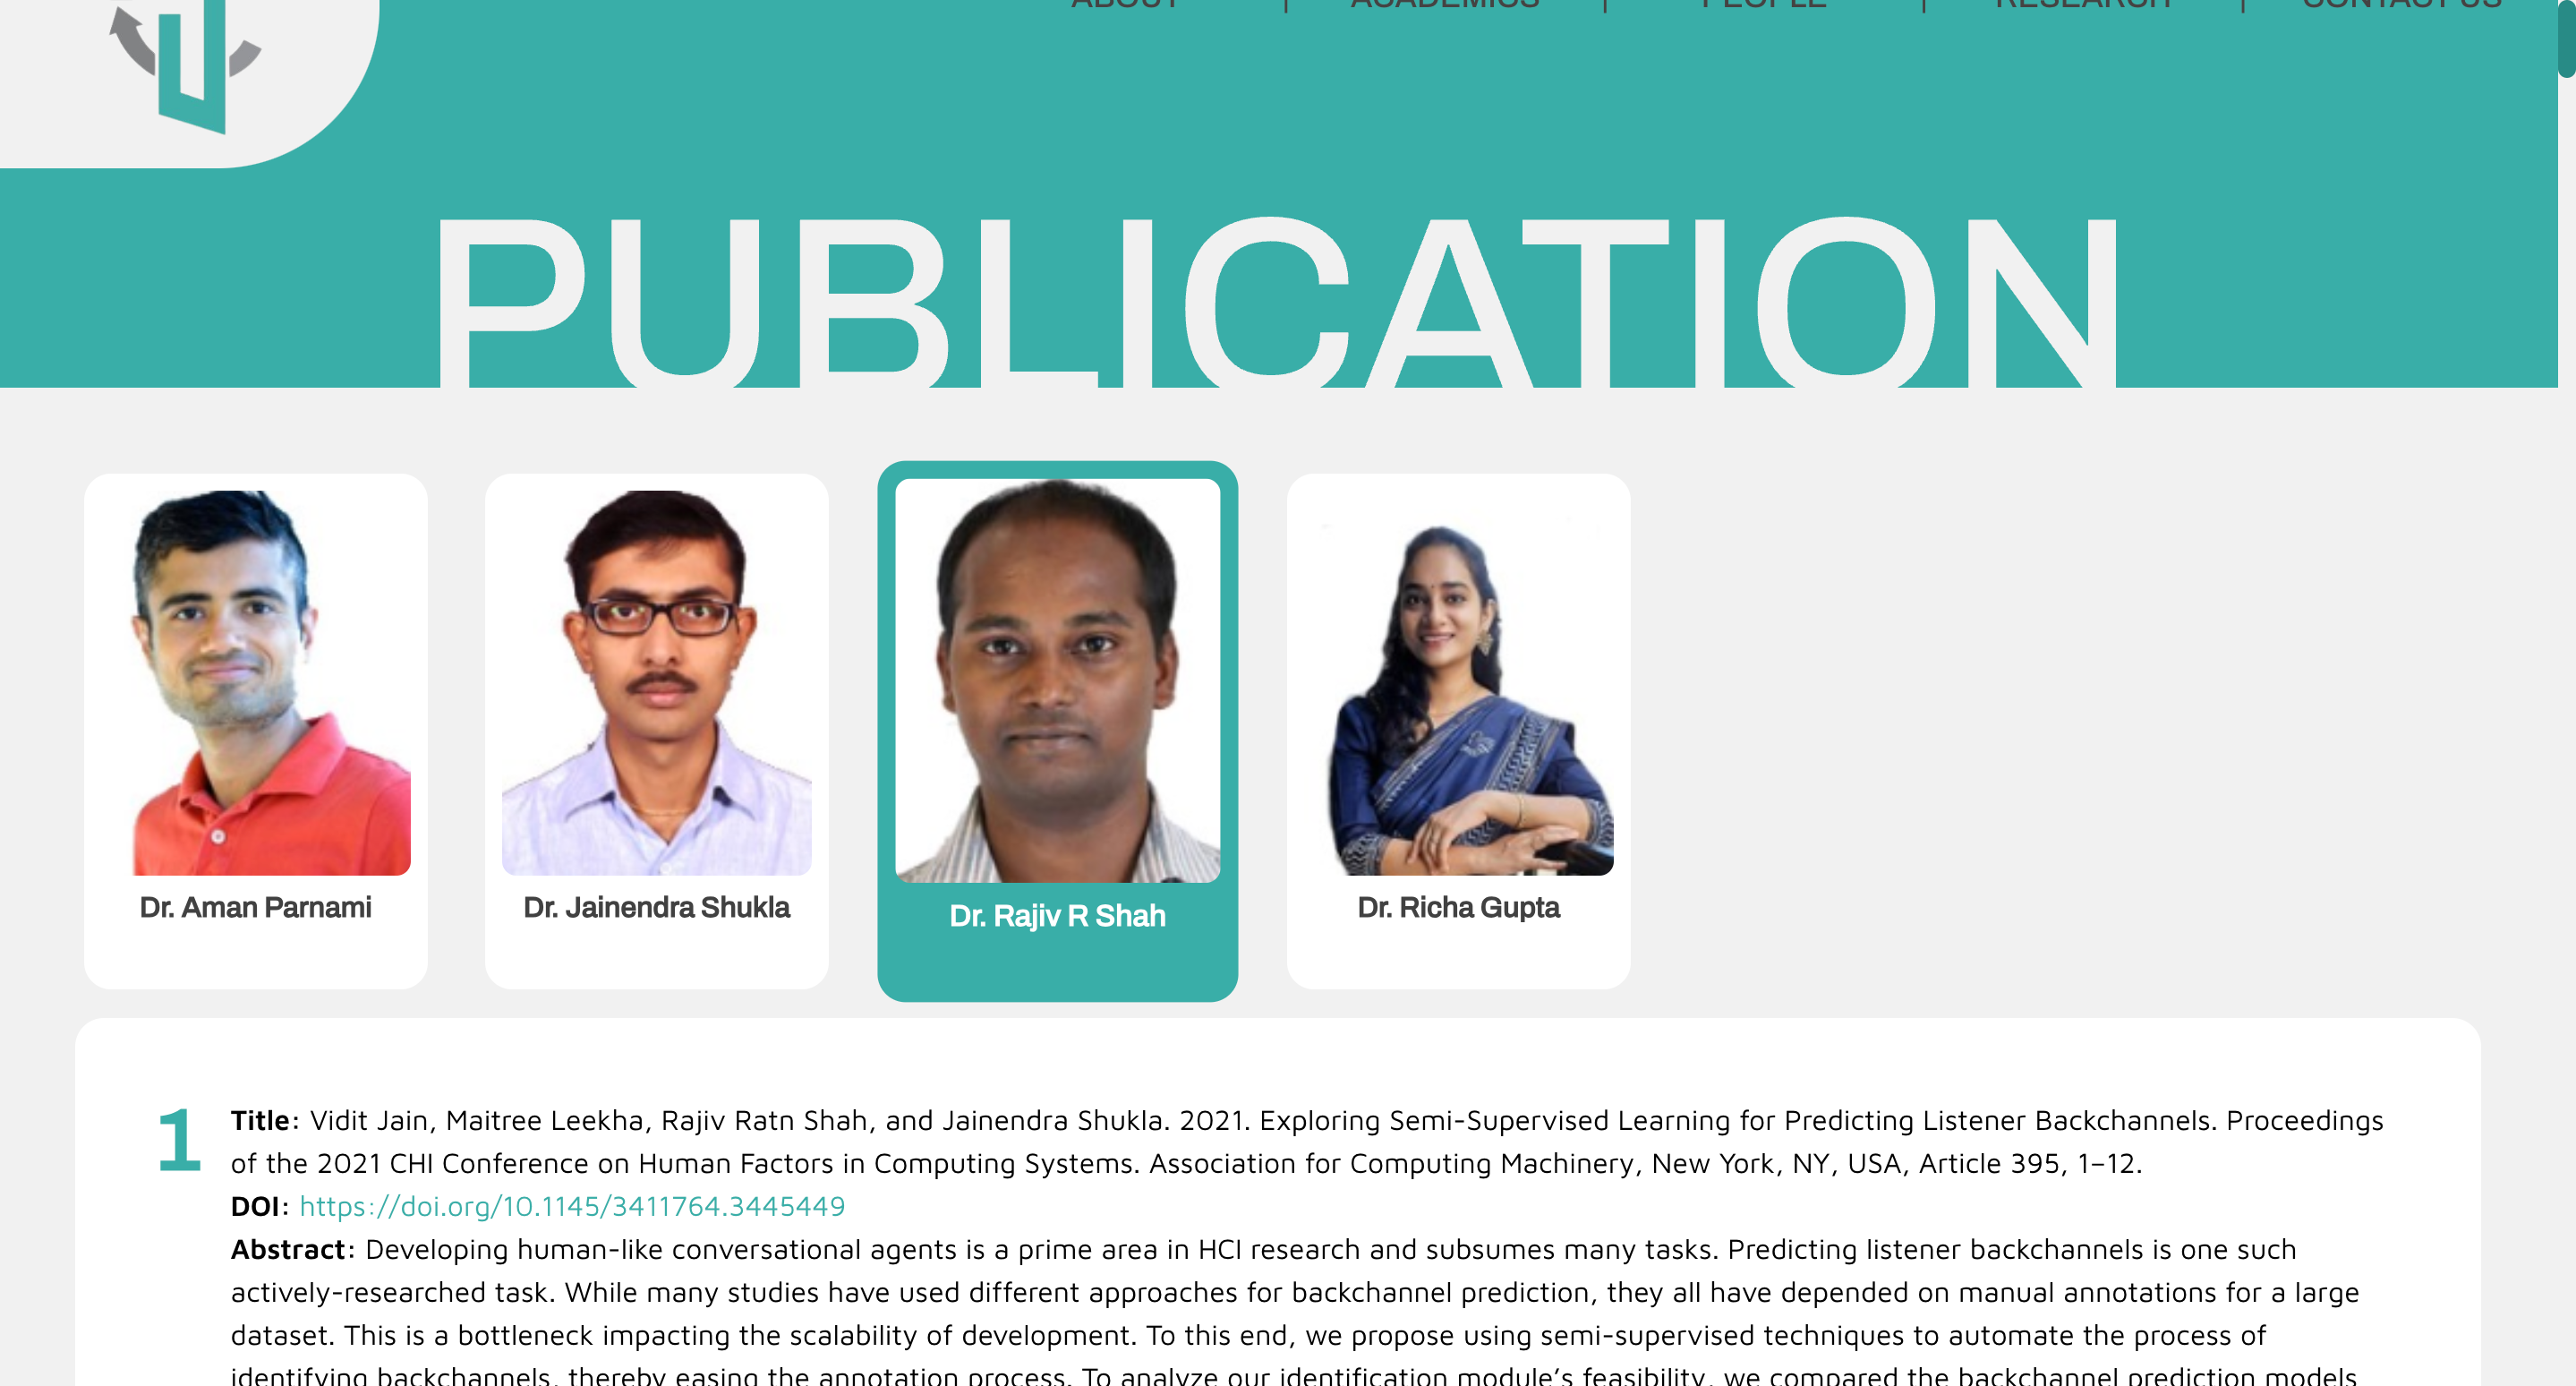 ABOUT | ACADEMICS | PEOPLE | RESEARCH | CONTACT US
PUBLICATION
Dr. Aman Parnami
Dr. Jainendra Shukla
Dr. Rajiv R Shah
Dr. Richa Gupta
1
Title: Vidit Jain, Maitree Leekha, Rajiv Ratn Shah, and Jainendra Shukla. 2021. Exploring Semi-Supervised Learning for Predicting Listener Backchannels. Proceedings
of the 2021 CHI Conference on Human Factors in Computing Systems. Association for Computing Machinery, New York, NY, USA, Article 395, 1–12.
DOI: https://doi.org/10.1145/3411764.3445449
Abstract: Developing human-like conversational agents is a prime area in HCI research and subsumes many tasks. Predicting listener backchannels is one such
actively-researched task. While many studies have used different approaches for backchannel prediction, they all have depended on manual annotations for a large
dataset. This is a bottleneck impacting the scalability of development. To this end, we propose using semi-supervised techniques to automate the process of
identifying backchannels, thereby easing the annotation process. To analyze our identification module’s feasibility, we compared the backchannel prediction models